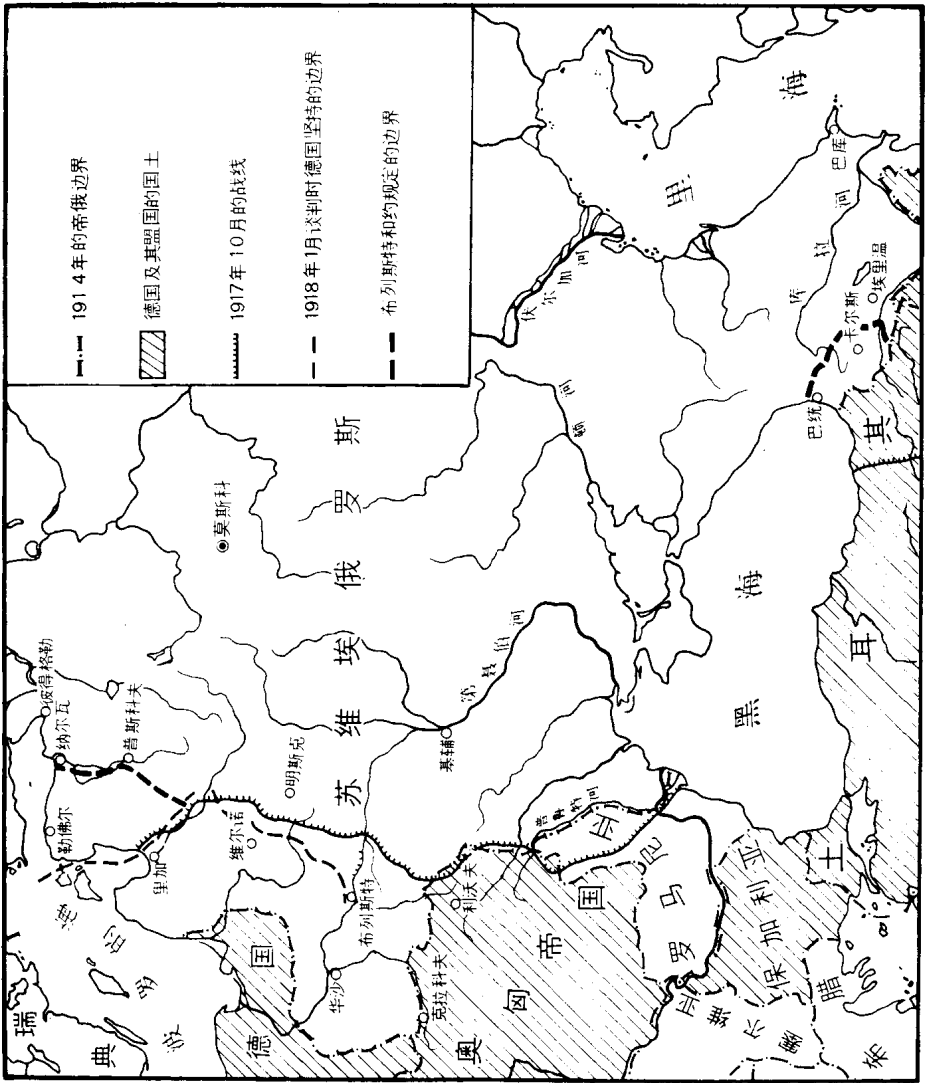 1914年的帝俄边界
德国及其盟国的国土
1917年10月的战线
1918年1月谈判时德国坚持的边界
布列斯特和约规定的边界
瑞典
波罗的海
勒佛尔
纳尔瓦
彼得格勒
普斯科夫
里加
莫斯科
维尔诺
明斯克
德国
华沙
布列斯特
苏维埃俄罗斯
克拉科夫
利沃夫
基辅
第聂伯河
顿河
伏尔加河
奥匈帝国
普鲁特河
罗马尼亚
塞尔维亚
保加利亚
希腊
土耳其
黑海
里海
巴统
卡尔斯
埃里温
库拉河
巴库